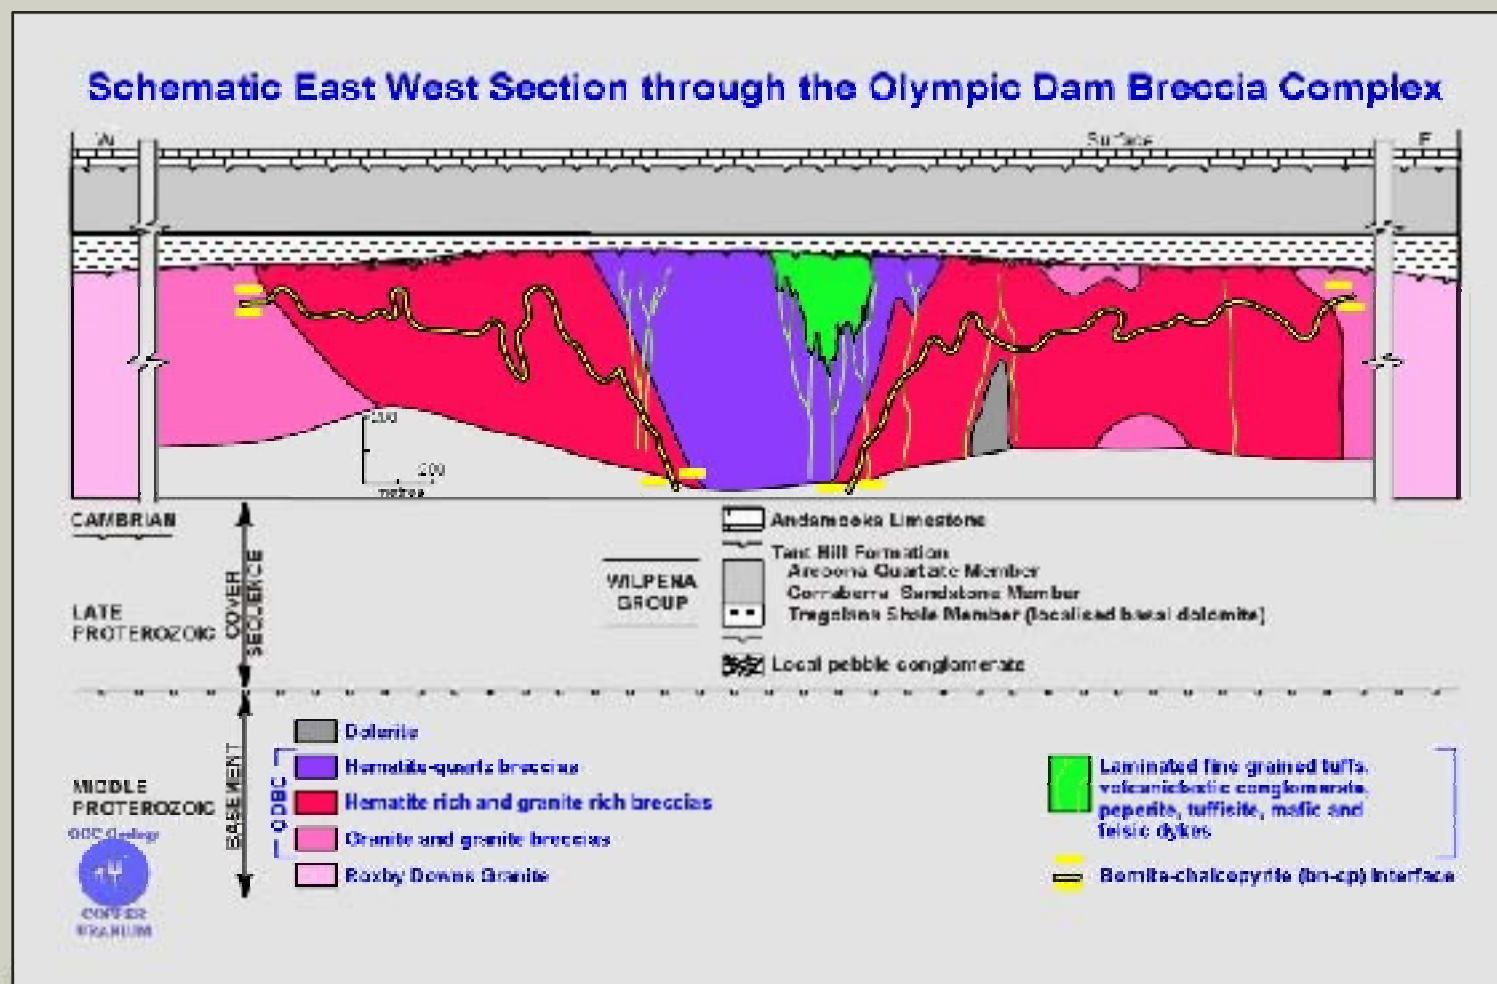 Schematic East West Section through the Olympic Dam Breccia Complex
W
Surface
E
200
200
metres
CAMBRIAN
LATE
PROTEROZOIC
COVER
SEQUENCE
WILPENA
GROUP
Andamooka Limestone
Tent Hill Formation
Arcoona Quartzite Member
Corraberra Sandstone Member
Tregolana Shale Member (localised basal dolomite)
Local pebble conglomerate
MIDDLE
PROTEROZOIC
BASEMENT
ODBC
Dolerite
Hematite-quartz breccias
Hematite rich and granite rich breccias
Granite and granite breccias
Roxby Downs Granite
Laminated fine grained tuffs,
volcaniclastic conglomerate,
peperite, tuffisite, mafic and
felsic dykes
Bornite-chalcopyrite (bn-cp) interface
Geology
COPPER
URANIUM